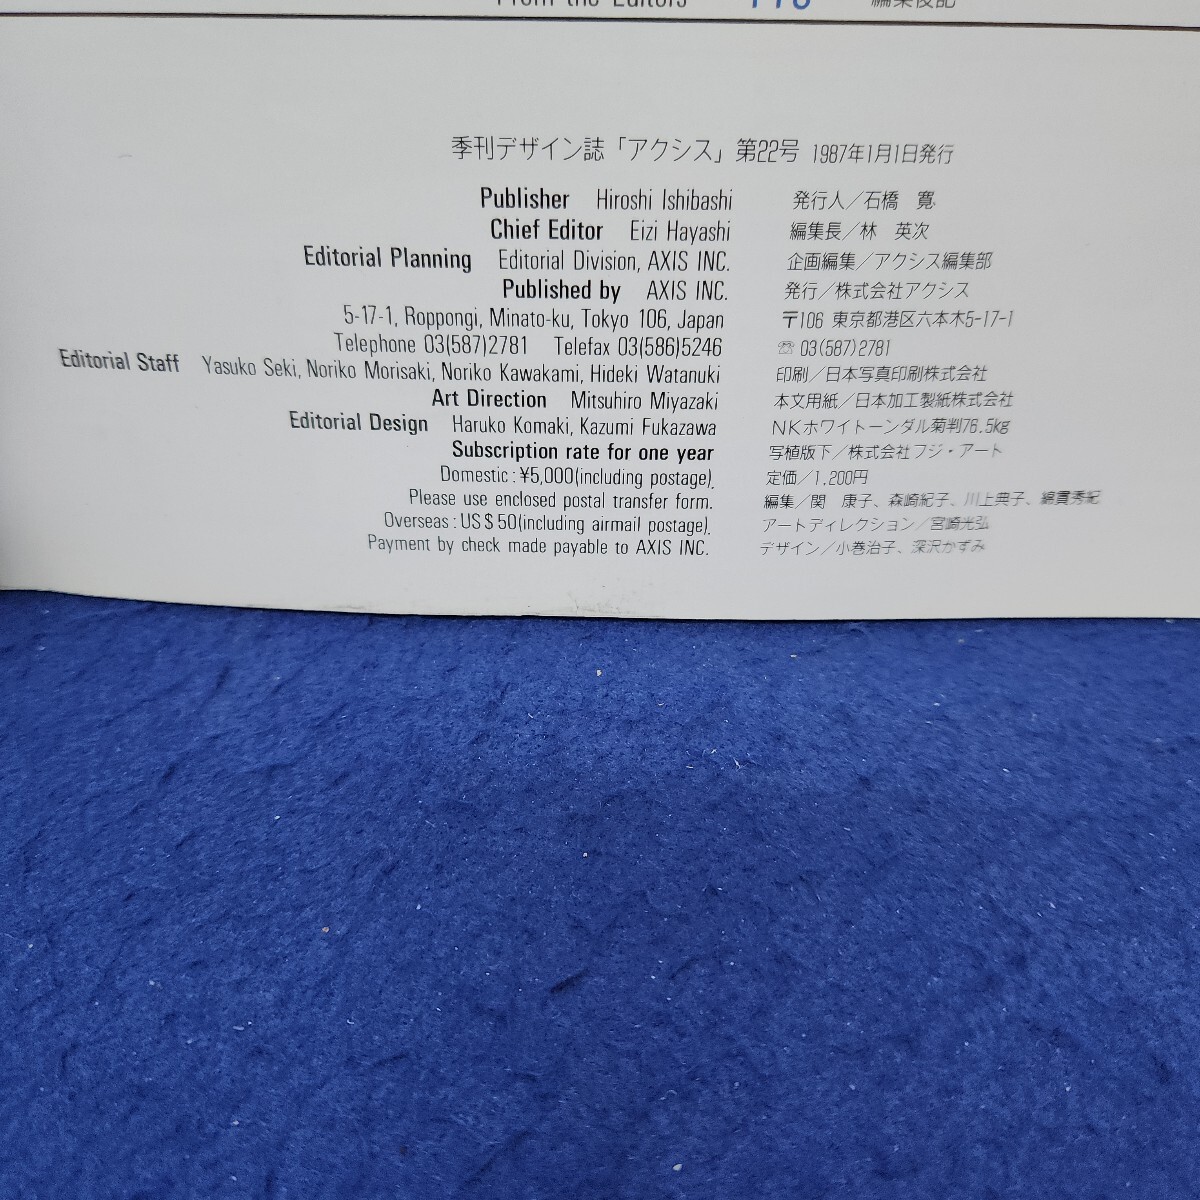 From the Editors 編集後記
季刊デザイン誌「アクシス」第22号 1987年1月1日発行
Publisher Hiroshi Ishibashi 発行人／石橋 寛
Chief Editor Eizi Hayashi 編集長／林 英次
Editorial Planning Editorial Division, AXIS INC. 企画編集／アクシス編集部
Published by AXIS INC. 発行／株式会社アクシス
5-17-1, Roppongi, Minato-ku, Tokyo 106, Japan 〒106 東京都港区六本木5-17-1
Telephone 03(587)2781 Telefax 03(586)5246 ☏ 03(587)2781
Editorial Staff Yasuko Seki, Noriko Morisaki, Noriko Kawakami, Hideki Watanuki 印刷／日本写真印刷株式会社
Art Direction Mitsuhiro Miyazaki 本文用紙／日本加工製紙株式会社
Editorial Design Haruko Komaki, Kazumi Fukazawa NKホワイトーンダル菊判76.5kg
Subscription rate for one year 写植版下／株式会社フジ・アート
Domestic : ¥5,000(including postage). 定価／1,200円
Please use enclosed postal transfer form. 編集／関 康子、森崎紀子、川上典子、綿貫秀紀
Overseas : US $ 50(including airmail postage). アートディレクション／宮崎光弘
Payment by check made payable to AXIS INC. デザイン／小巻治子、深沢かずみ